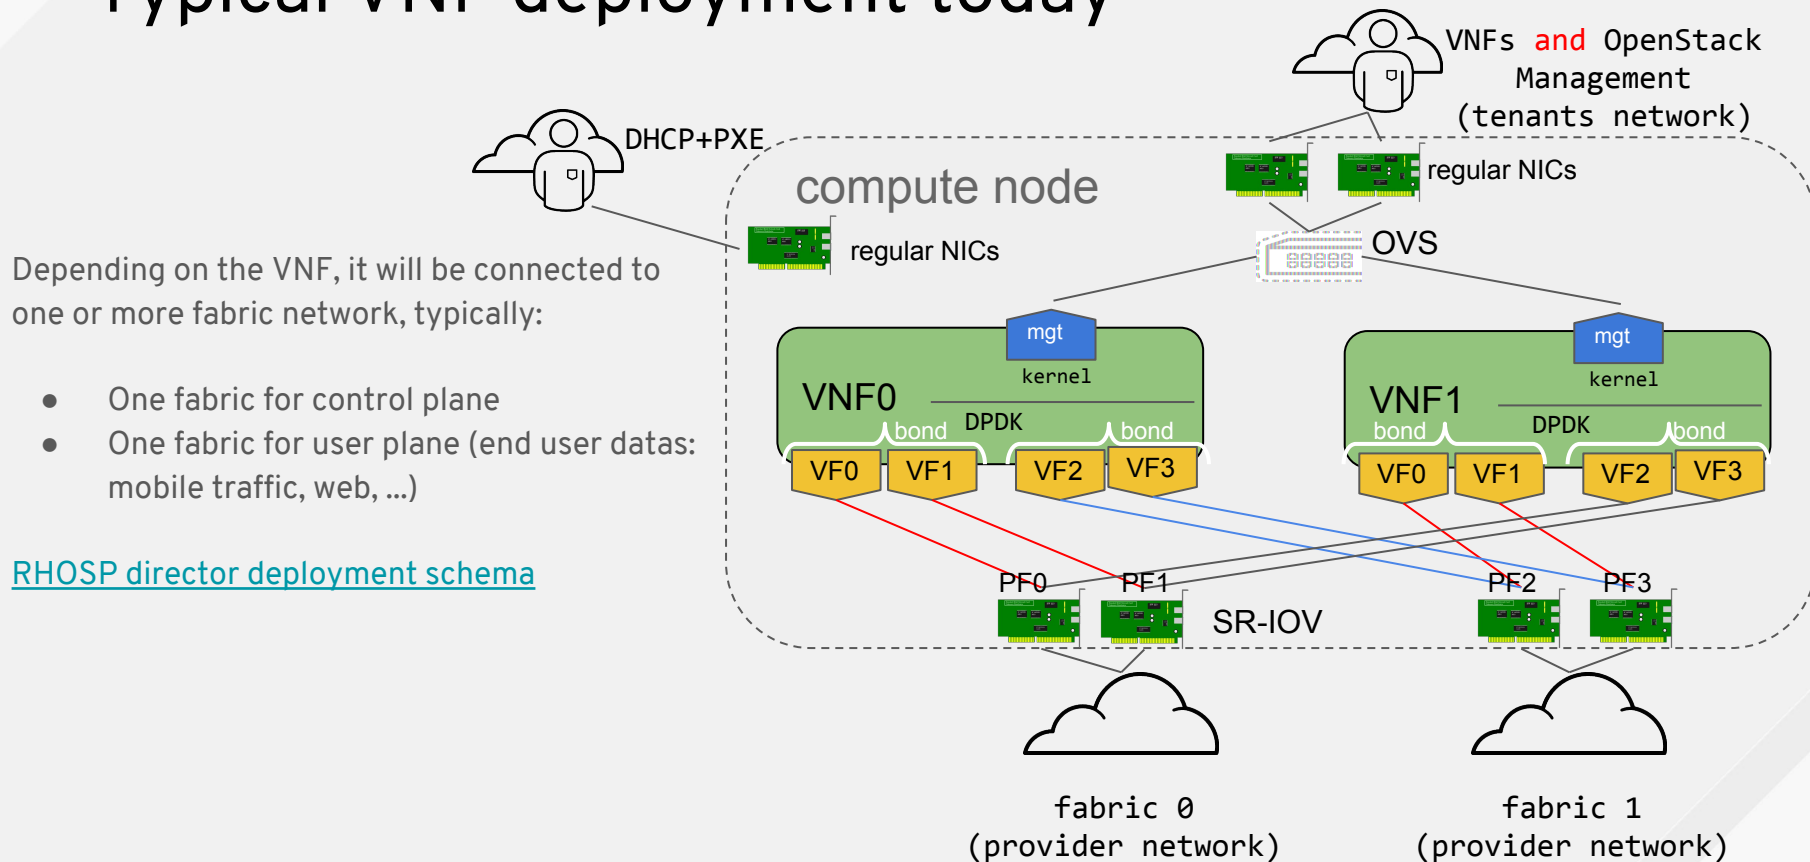 Typical VNF deployment today
VNFs and OpenStack
Management
(tenants network)
DHCP+PXE
regular NICs
compute node
regular NICs
OVS
Depending on the VNF, it will be connected to
one or more fabric network, typically:
● One fabric for control plane
● One fabric for user plane (end user datas:
mobile traffic, web, ...)
RHOSP director deployment schema
mgt
kernel
VNF0
DPDK
bond
bond
VF0
VF1
VF2
VF3
mgt
kernel
VNF1
DPDK
bond
bond
VF0
VF1
VF2
VF3
PF0
PF1
SR-IOV
PF2
PF3
fabric 0
(provider network)
fabric 1
(provider network)